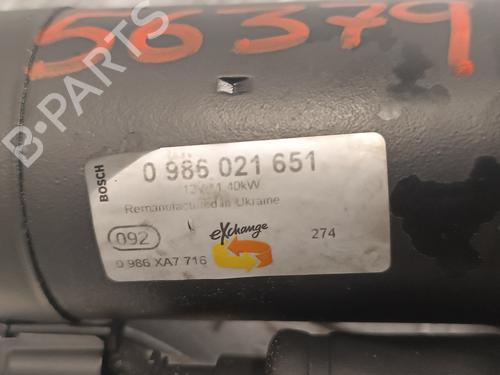 56379
B-PARTS
BOSCH
0 986 021 651
12V 1,40kW
Remanufactured in Ukraine
092
eXchange
274
0 986 XA7 716